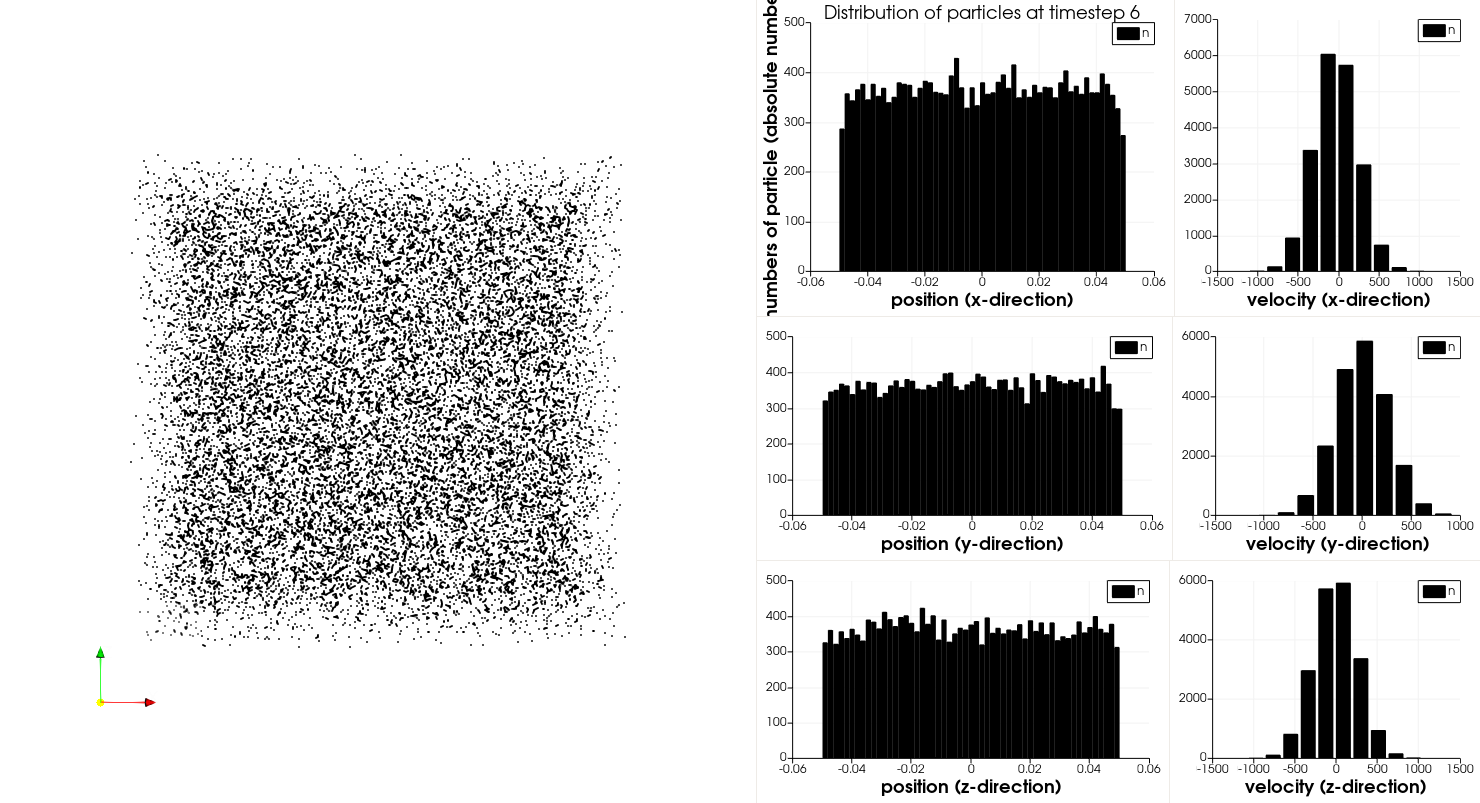 Distribution of particles at timestep 6
numbers of particle (absolute numbe
500
400
300
200
100
0
-0.06 -0.04 -0.02 0 0.02 0.04 0.06
position (x-direction)
n
7000
6000
5000
4000
3000
2000
1000
0
-1500 -1000 -500 0 500 1000 1500
velocity (x-direction)
n
500
400
300
200
100
0
-0.06 -0.04 -0.02 0 0.02 0.04 0.06
position (y-direction)
n
6000
4000
2000
0
-1500 -1000 -500 0 500 1000
velocity (y-direction)
n
500
400
300
200
100
0
-0.06 -0.04 -0.02 0 0.02 0.04 0.06
position (z-direction)
n
6000
4000
2000
0
-1500 -1000 -500 0 500 1000 1500
velocity (z-direction)
n